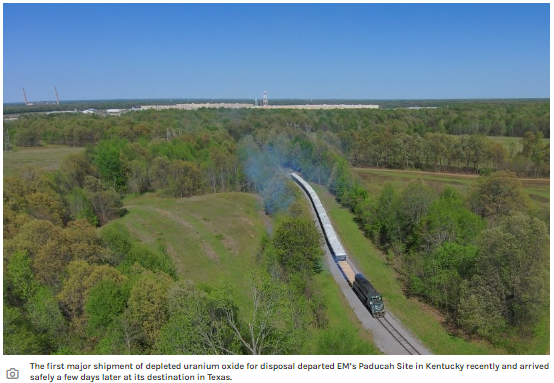 The first major shipment of depleted uranium oxide for disposal departed EM's Paducah Site in Kentucky recently and arrived
safely a few days later at its destination in Texas.